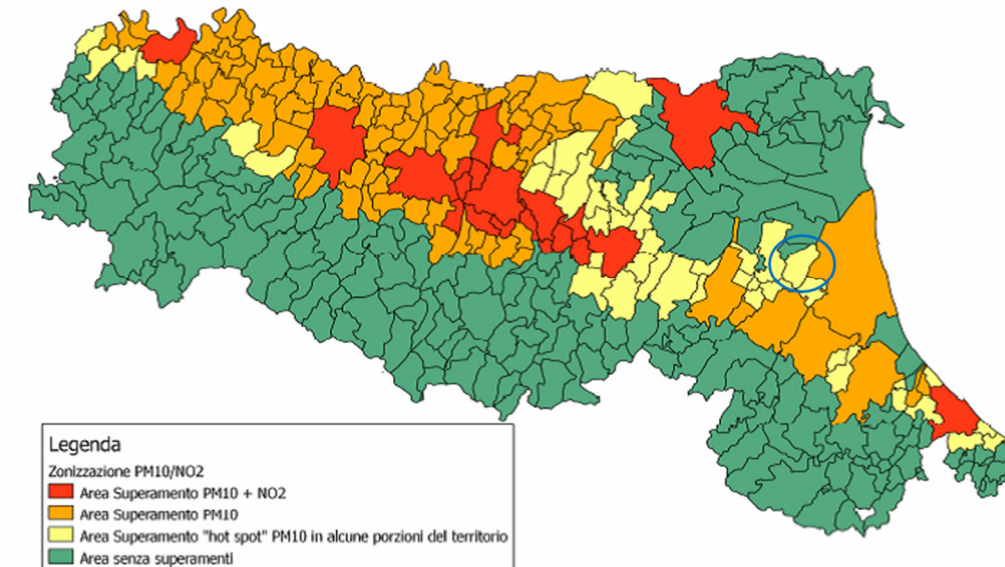 Legenda
Zonizzazione PM10/NO2
Area Superamento PM10 + NO2
Area Superamento PM10
Area Superamento "hot spot" PM10 in alcune porzioni del territorio
Area senza superamenti